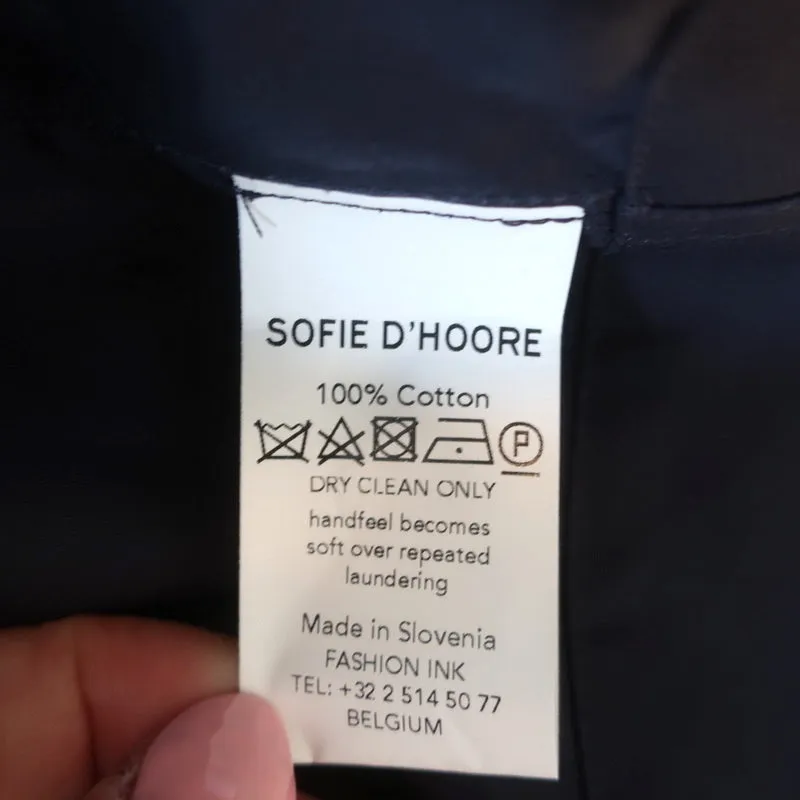 SOFIE D'HOORE
100% Cotton
P
DRY CLEAN ONLY
handfeel becomes
soft over repeated
laundering
Made in Slovenia
FASHION INK
TEL: +32 2 514 50 77
BELGIUM